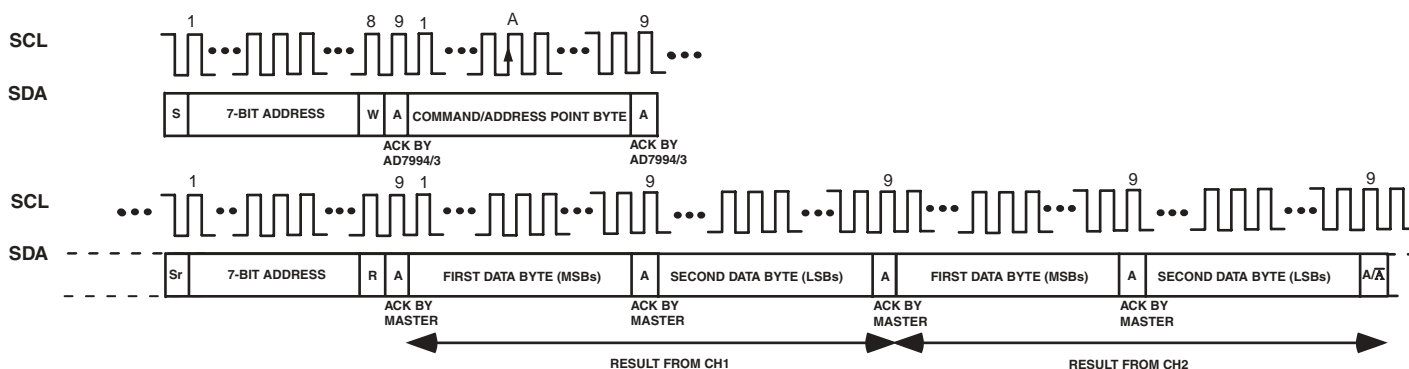 1 8 9 1 A 9
SCL
SDA
S 7-BIT ADDRESS W A COMMAND/ADDRESS POINT BYTE A
ACK BY AD7994/3
ACK BY AD7994/3
1 9 1 9 9 9 9
SCL
SDA
Sr 7-BIT ADDRESS R A FIRST DATA BYTE (MSBs) A SECOND DATA BYTE (LSBs) A FIRST DATA BYTE (MSBs) A SECOND DATA BYTE (LSBs) A/A̅
ACK BY MASTER
ACK BY MASTER
ACK BY MASTER
ACK BY MASTER
RESULT FROM CH1 RESULT FROM CH2